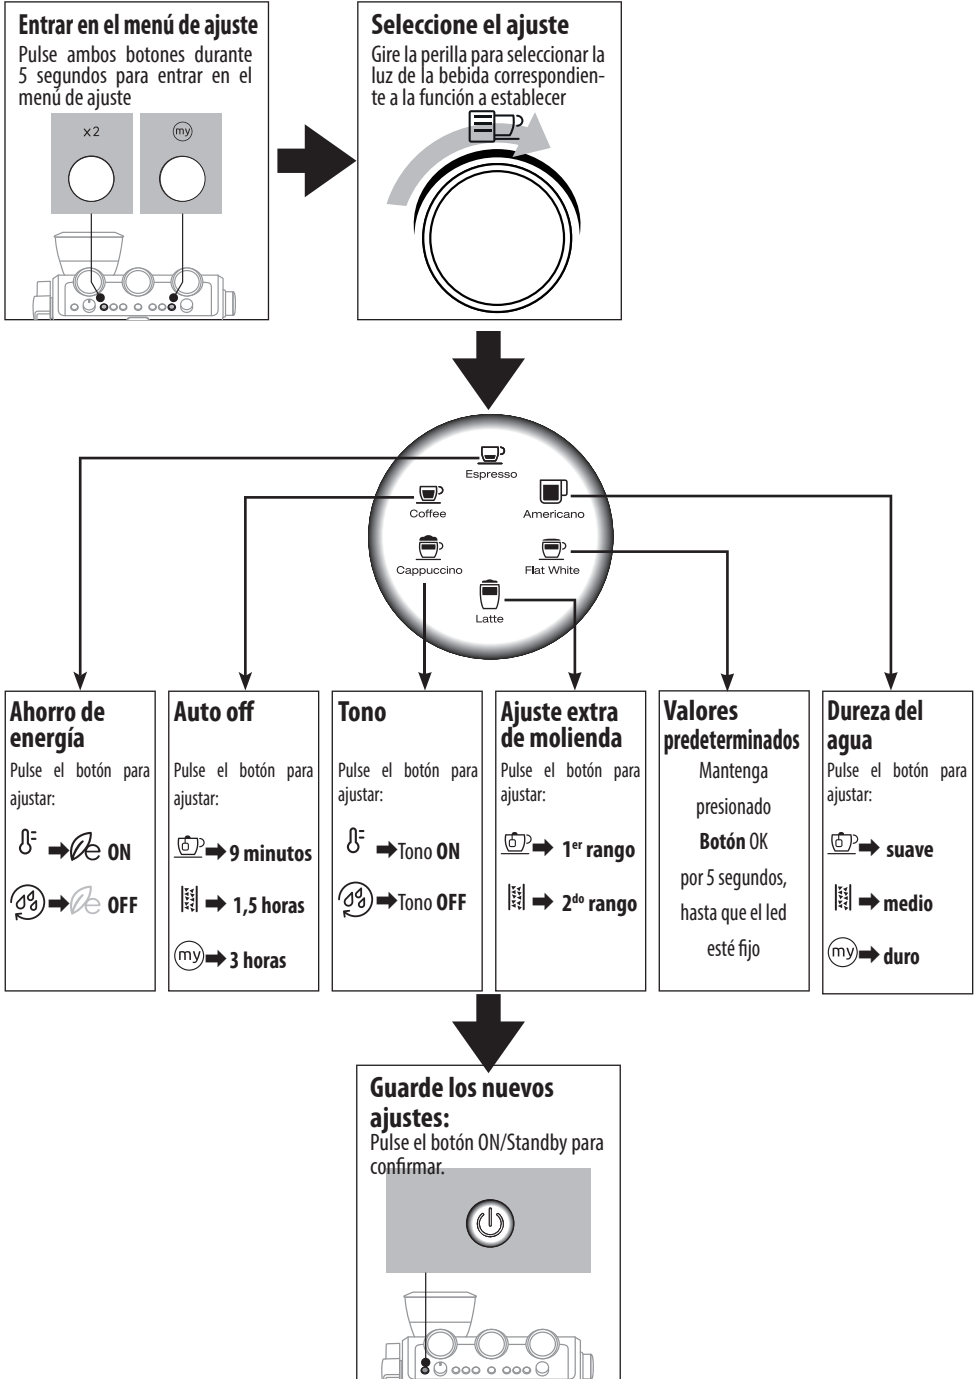 Entrar en el menú de ajuste
Pulse ambos botones durante
5 segundos para entrar en el
menú de ajuste
x2
my
Seleccione el ajuste
Gire la perilla para seleccionar la
luz de la bebida correspondien-
te a la función a establecer
Espresso
Coffee
Americano
Cappuccino
Flat White
Latte
Ahorro de
energía
Pulse el botón para
ajustar:
e ON
e OFF
Auto off
Pulse el botón para
ajustar:
9 minutos
1,5 horas
my 3 horas
Tono
Pulse el botón para
ajustar:
Tono ON
Tono OFF
Ajuste extra
de molienda
Pulse el botón para
ajustar:
1er rango
2do rango
Valores
predeterminados
Mantenga
presionado
Botón OK
por 5 segundos,
hasta que el led
esté fijo
Dureza del
agua
Pulse el botón para
ajustar:
suave
medio
my duro
Guarde los nuevos
ajustes:
Pulse el botón ON/Standby para
confirmar.